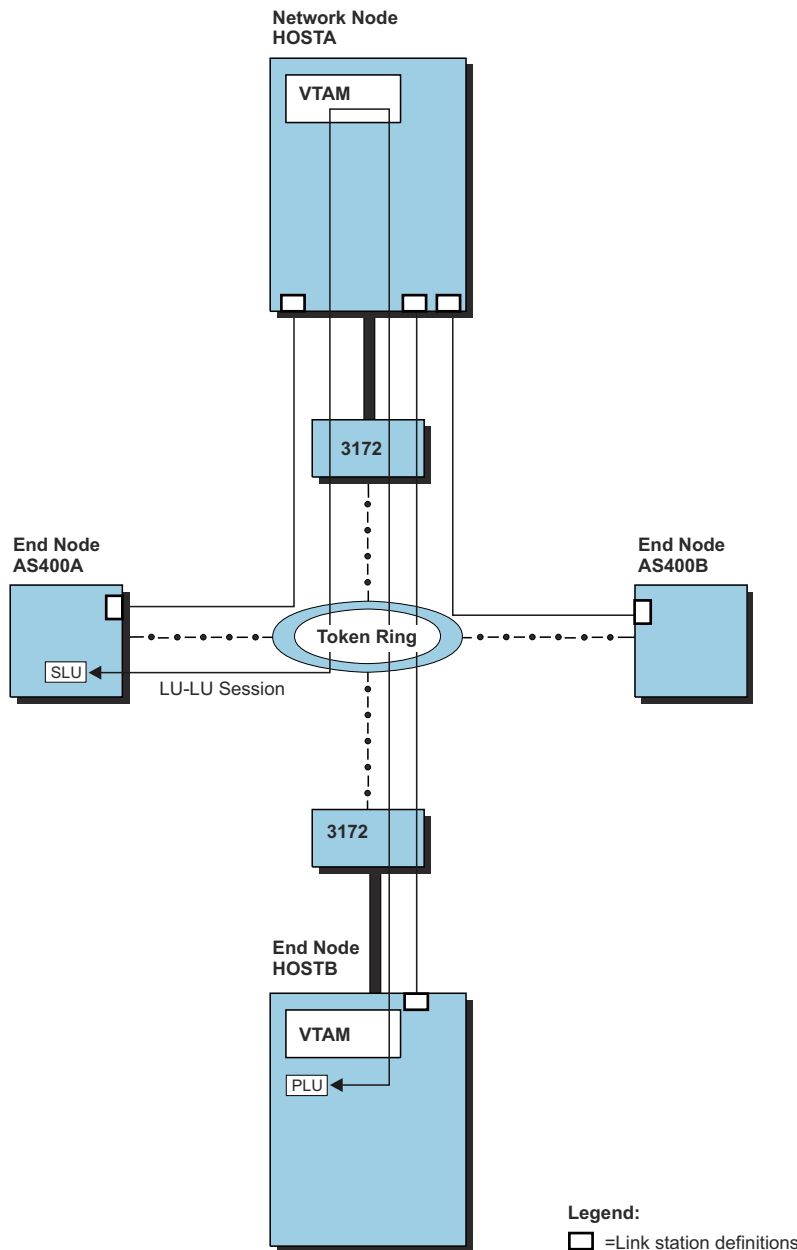 Network Node
HOSTA
VTAM
3172
End Node
AS400A
End Node
AS400B
Token Ring
SLU
LU-LU Session
3172
End Node
HOSTB
VTAM
PLU
Legend:
=Link station definitions